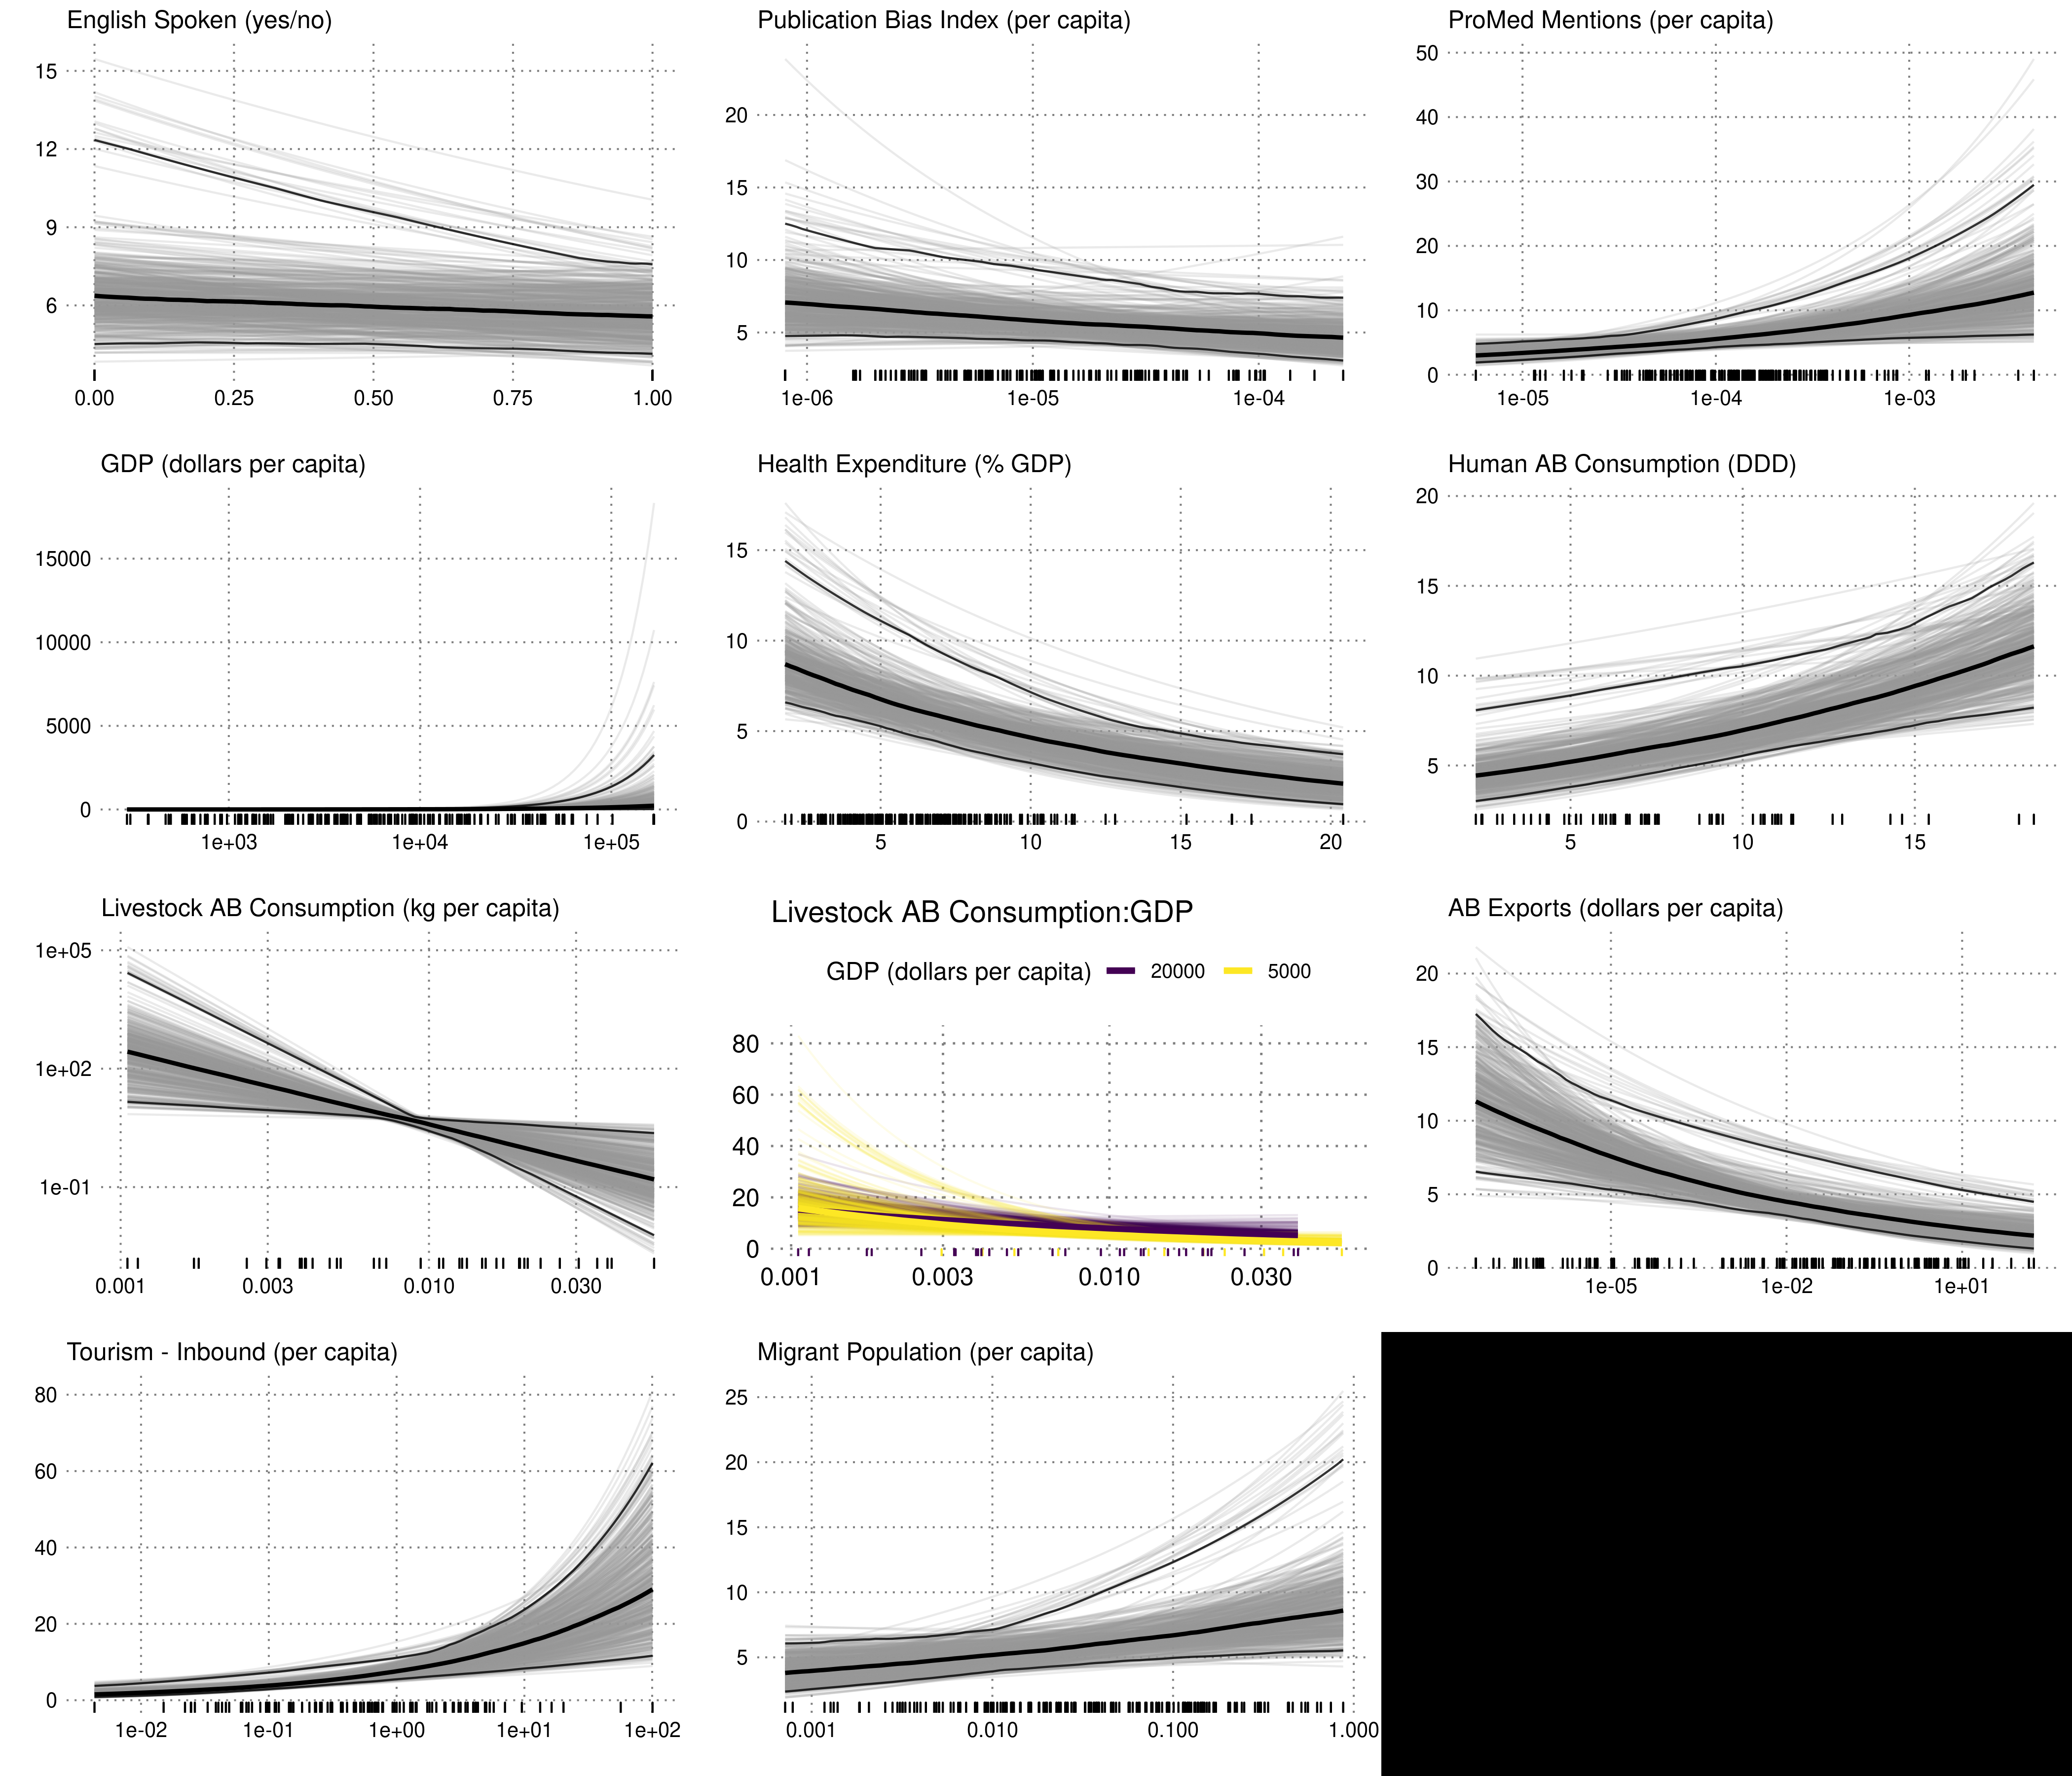 English Spoken (yes/no)
15
12
9
6
0.00 0.25 0.50 0.75 1.00
Publication Bias Index (per capita)
20
15
10
5
1e-06 1e-05 1e-04
ProMed Mentions (per capita)
50
40
30
20
10
0
1e-05 1e-04 1e-03
GDP (dollars per capita)
15000
10000
5000
0
1e+03 1e+04 1e+05
Health Expenditure (% GDP)
15
10
5
0
5 10 15 20
Human AB Consumption (DDD)
20
15
10
5
5 10 15
Livestock AB Consumption (kg per capita)
1e+05
1e+02
1e-01
0.001 0.003 0.010 0.030
Livestock AB Consumption:GDP
GDP (dollars per capita) 20000 5000
80
60
40
20
0
0.001 0.003 0.010 0.030
AB Exports (dollars per capita)
20
15
10
5
0
1e-05 1e-02 1e+01
Tourism - Inbound (per capita)
80
60
40
20
0
1e-02 1e-01 1e+00 1e+01 1e+02
Migrant Population (per capita)
25
20
15
10
5
0.001 0.010 0.100 1.000